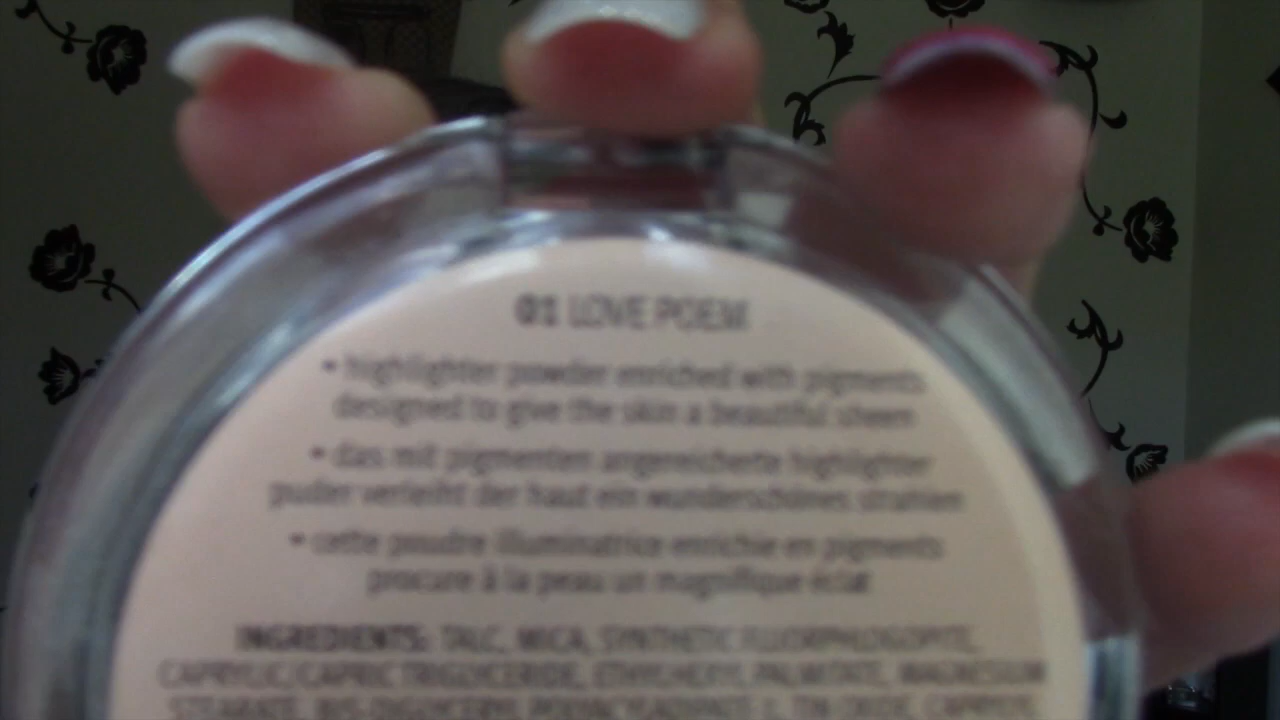 01 LOVE POEM
• highlighter powder enriched with pigments
designed to give the skin a beautiful sheen
• das mit pigmenten angereicherte highlighter
puder verleiht der haut ein wunderschönes strahlen
• cette poudre illuminatrice enrichie en pigments
procure à la peau un magnifique éclat
INGREDIENTS: TALC, MICA, SYNTHETIC FLUORPHLOGOPITE,
CAPRYLIC/CAPRIC TRIGLYCERIDE, ETHYLHEXYL PALMITATE, MAGNESIUM
STEARATE,